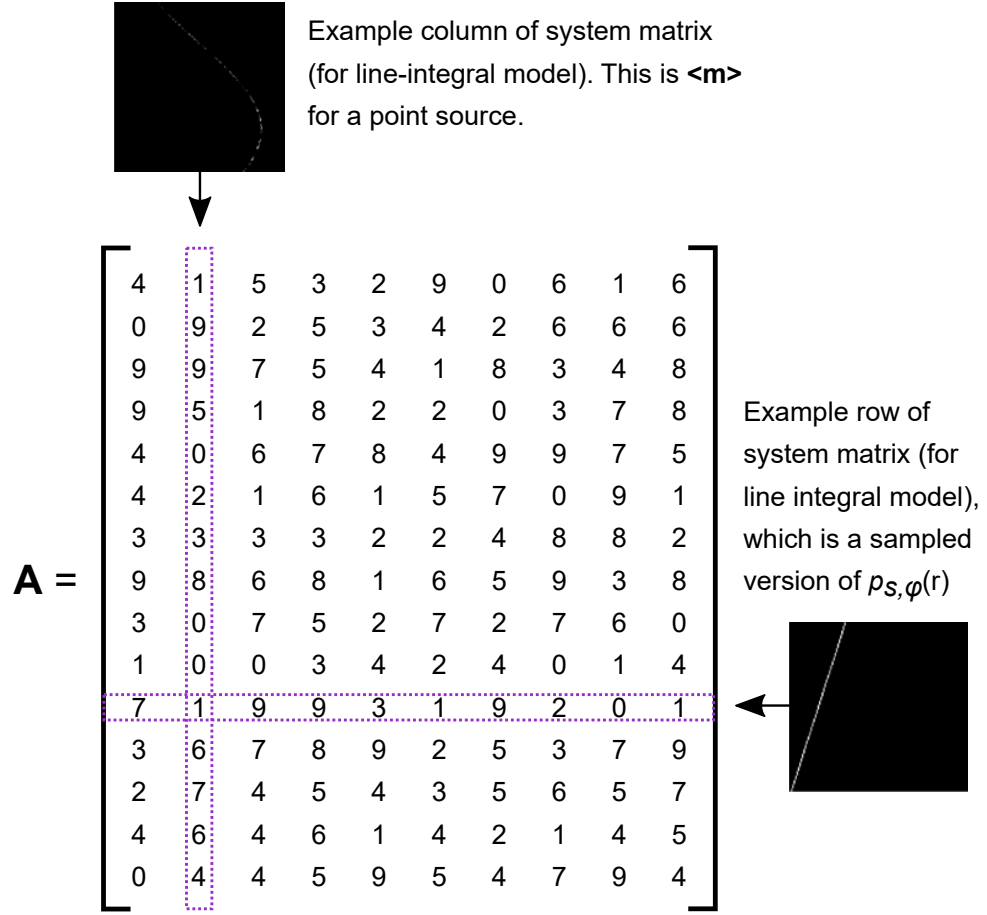 Example column of system matrix
(for line-integral model). This is <m>
for a point source.
4 1 5 3 2 9 0 6 1 6
0 9 2 5 3 4 2 6 6 6
9 9 7 5 4 1 8 3 4 8
9 5 1 8 2 2 0 3 7 8
4 0 6 7 8 4 9 9 7 5
4 2 1 6 1 5 7 0 9 1
3 3 3 3 2 2 4 8 8 2
A =
9 8 6 8 1 6 5 9 3 8
3 0 7 5 2 7 2 7 6 0
1 0 0 3 4 2 4 0 1 4
7 1 9 9 3 1 9 2 0 1
3 6 7 8 9 2 5 3 7 9
2 7 4 5 4 3 5 6 5 7
4 6 4 6 1 4 2 1 4 5
0 4 4 5 9 5 4 7 9 4
Example row of
system matrix (for
line integral model),
which is a sampled
version of pS,φ(r)